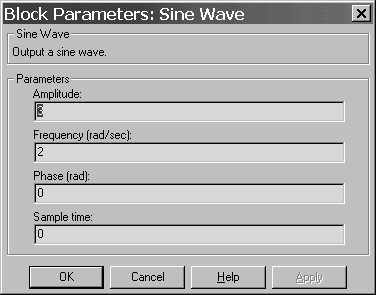 Block Parameters: Sine Wave
Sine Wave
Output a sine wave.
Parameters
Amplitude:
3
Frequency (rad/sec):
2
Phase (rad):
0
Sample time:
0
OK Cancel Help Apply